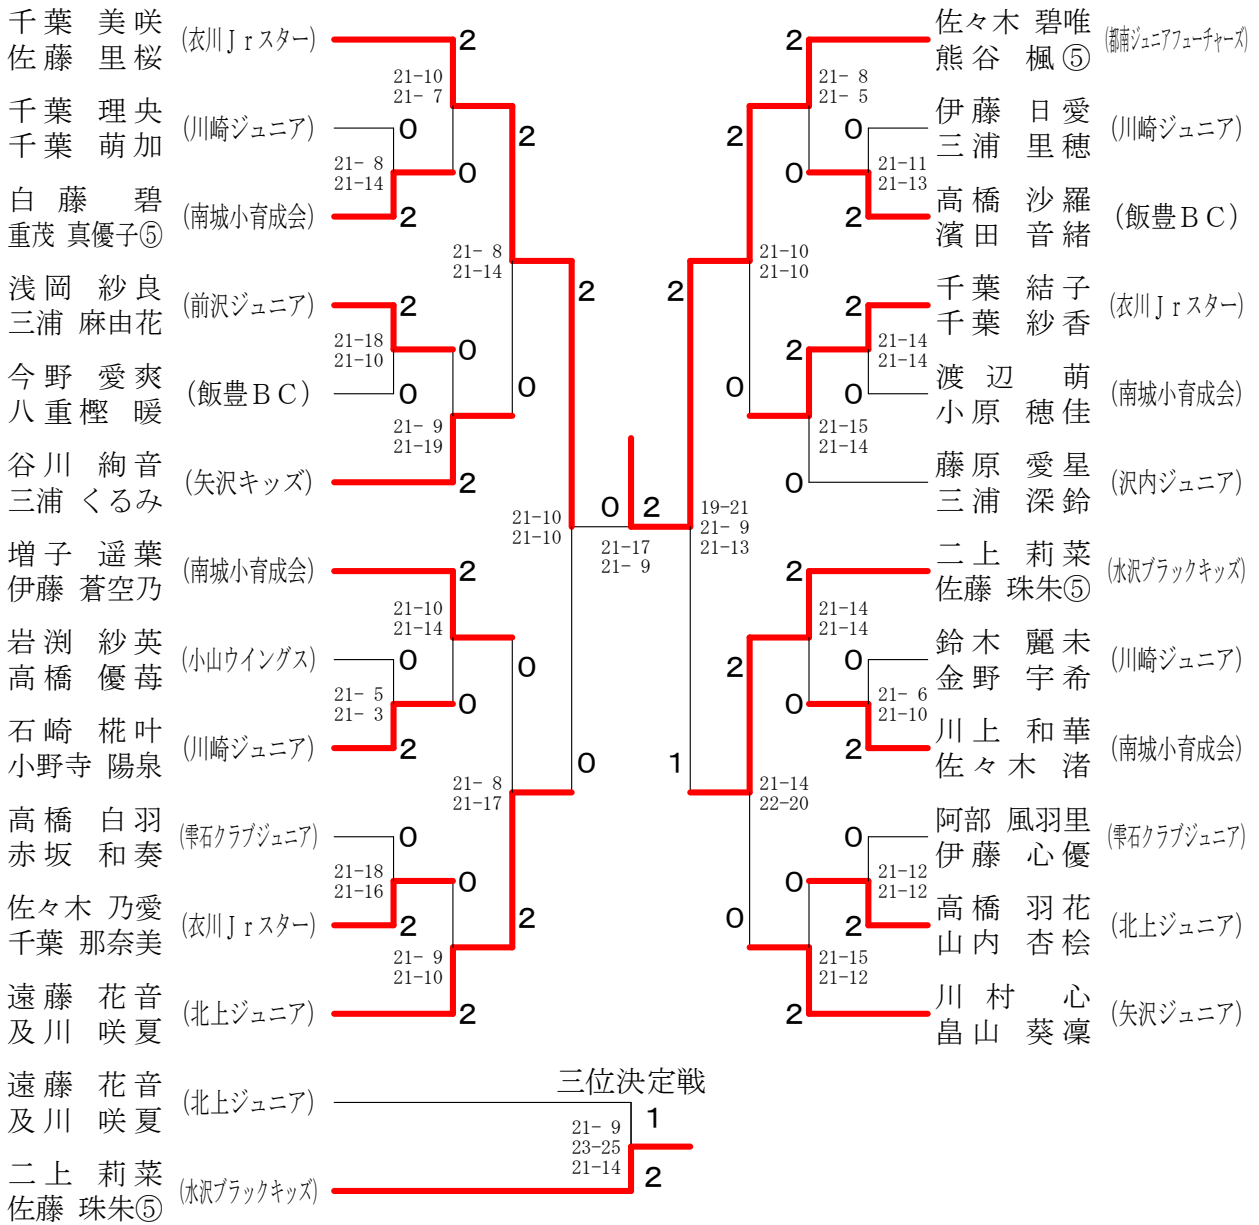 千葉 美咲
佐藤 里桜
(衣川Ｊｒスター)
2
21-10
21- 7
千葉 理央
千葉 萌加
(川崎ジュニア)
0
21- 8
21-14
0
2
白藤 碧
重茂 真優子⑤
(南城小育成会)
2
21- 8
21-14
浅岡 紗良
三浦 麻由花
(前沢ジュニア)
2
21-18
21-10
0
今野 愛爽
八重樫 暖
(飯豊ＢＣ)
0
0
21- 9
21-19
谷川 絢音
三浦 くるみ
(矢沢キッズ)
2
2
21-10
21-10
増子 遥葉
伊藤 蒼空乃
(南城小育成会)
2
21-10
21-14
岩渕 紗英
高橋 優苺
(小山ウイングス)
0
0
21- 5
21- 3
0
石崎 椛叶
小野寺 陽泉
(川崎ジュニア)
2
0
21- 8
21-17
高橋 白羽
赤坂 和奏
(雫石クラブジュニア)
0
21-18
21-16
0
佐々木 乃愛
千葉 那奈美
(衣川Ｊｒスター)
2
2
21- 9
21-10
遠藤 花音
及川 咲夏
(北上ジュニア)
2
0 2
21-17
21- 9
佐々木 碧唯
熊谷 楓⑤
(都南ジュニアフューチャーズ)
2
21- 8
21- 5
伊藤 日愛
三浦 里穂
(川崎ジュニア)
0
2
21-11
21-13
0
高橋 沙羅
濱田 音緒
(飯豊ＢＣ)
2
21-10
21-10
千葉 結子
千葉 紗香
(衣川Ｊｒスター)
2
21-14
21-14
2
渡辺 萌
小原 穂佳
(南城小育成会)
0
0
21-15
21-14
藤原 愛星
三浦 深鈴
(沢内ジュニア)
0
2
19-21
21- 9
21-13
二上 莉菜
佐藤 珠朱⑤
(水沢ブラックキッズ)
2
21-14
21-14
鈴木 麗未
金野 宇希
(川崎ジュニア)
0
2
21- 6
21-10
0
川上 和華
佐々木 渚
(南城小育成会)
2
1
21-14
22-20
阿部 風羽里
伊藤 心優
(雫石クラブジュニア)
0
21-12
21-12
0
高橋 羽花
山内 杏桧
(北上ジュニア)
2
0
21-15
21-12
川村 心
畠山 葵凜
(矢沢ジュニア)
2
三位決定戦
遠藤 花音
及川 咲夏
(北上ジュニア)
1
21- 9
23-25
21-14
二上 莉菜
佐藤 珠朱⑤
(水沢ブラックキッズ)
2